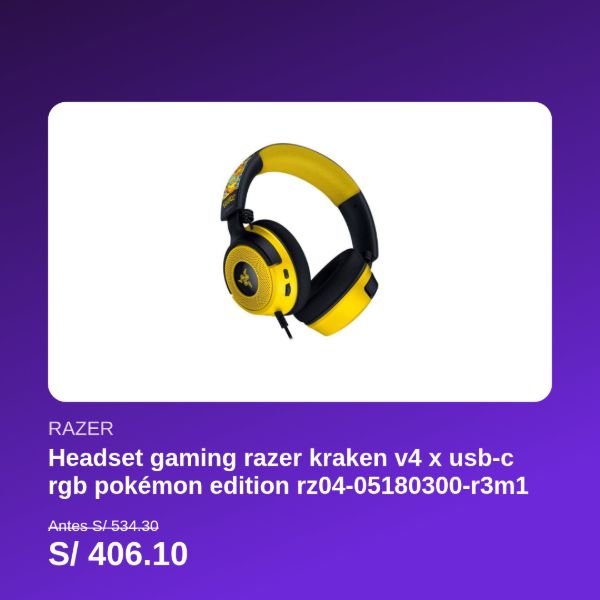 RAZER
Headset gaming razer kraken v4 x usb-c
rgb pokémon edition rz04-05180300-r3m1
Antes S/ 534.30
S/ 406.10